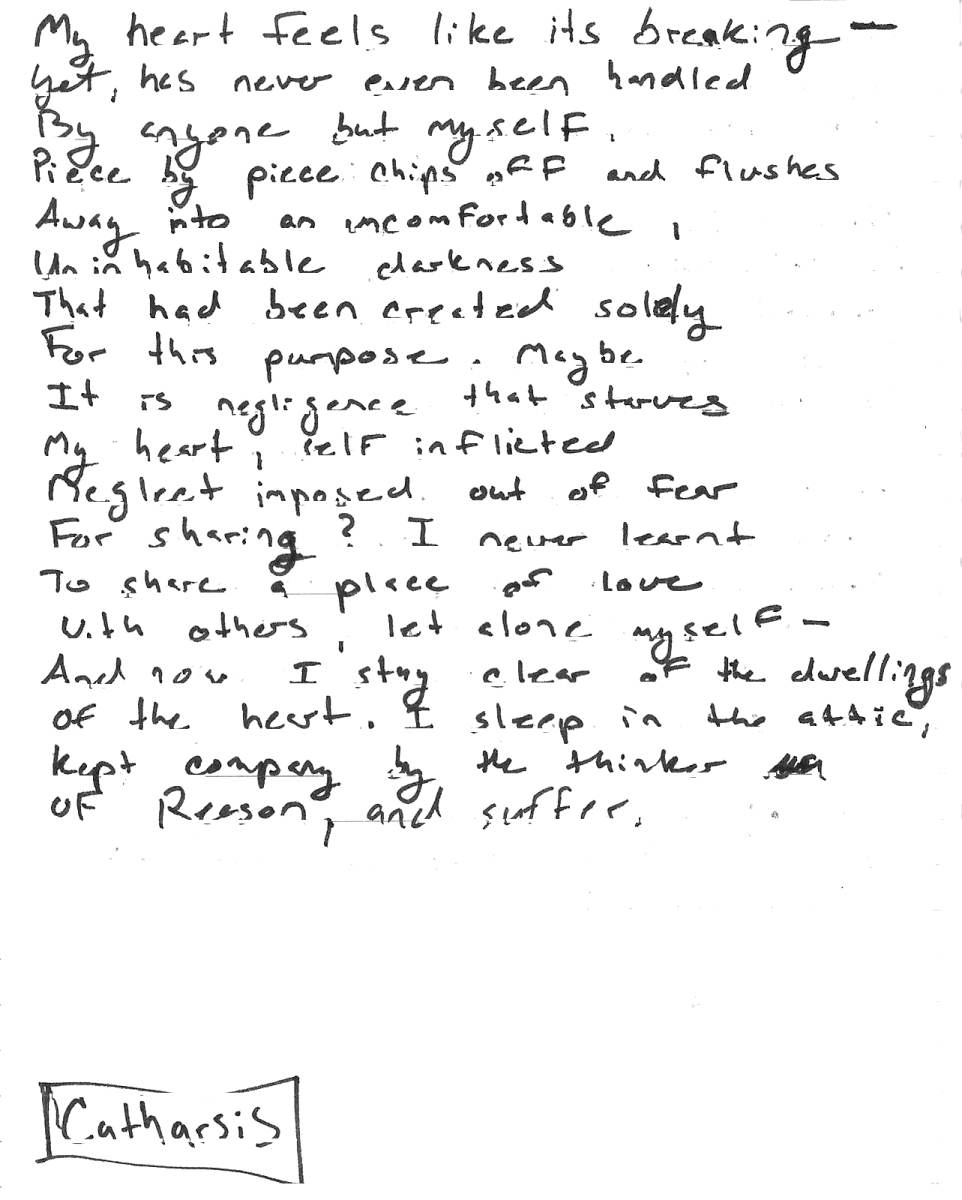 My heart feels like its breaking —
Yet, has never even been handled
By anyone but myself.
Piece by piece chips off and flushes
Away into an uncomfortable,
Uninhabitable darkness
That had been created solely
For this purpose. Maybe
It is negligence that starves
My heart, self inflicted
Neglect imposed out of fear
For sharing? I never learnt
To share a place of love
With others, let alone myself —
And now I stay clear of the dwellings
Of the heart. I sleep in the attic,
Kept company by the thinker
Of Reason, and suffer.
Catharsis